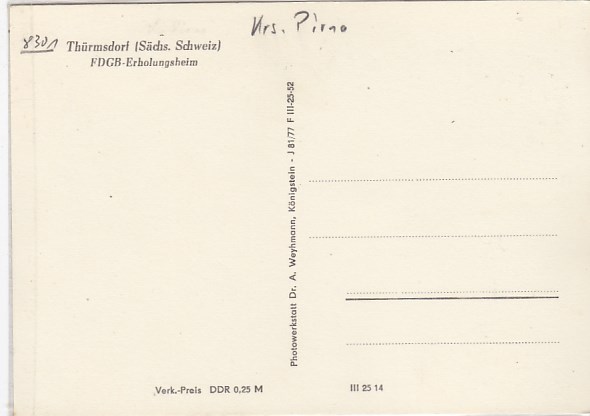 Krs. Pirna
8301 Thürmsdorf (Sächs. Schweiz)
FDGB-Erholungsheim
Photowerkstatt Dr. A. Weyhmann, Königstein - J 81/77 F III-25-52
Verk.-Preis DDR 0,25 M
III 25 14